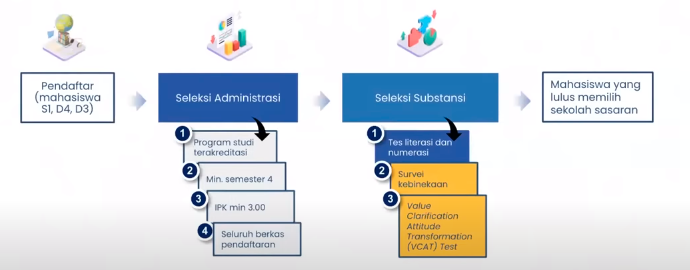 Pendaftar
(mahasiswa
S1, D4, D3)
Seleksi Administrasi
1
Program studi
terakreditasi
2
Min. semester 4
3
IPK min 3.00
4
Seluruh berkas
pendaftaran
Seleksi Substansi
1
Tes literasi dan
numerasi
2
Survei
kebinekaan
3
Value
Clarification
Attitude
Transformation
(VCAT) Test
Mahasiswa yang
lulus memilih
sekolah sasaran